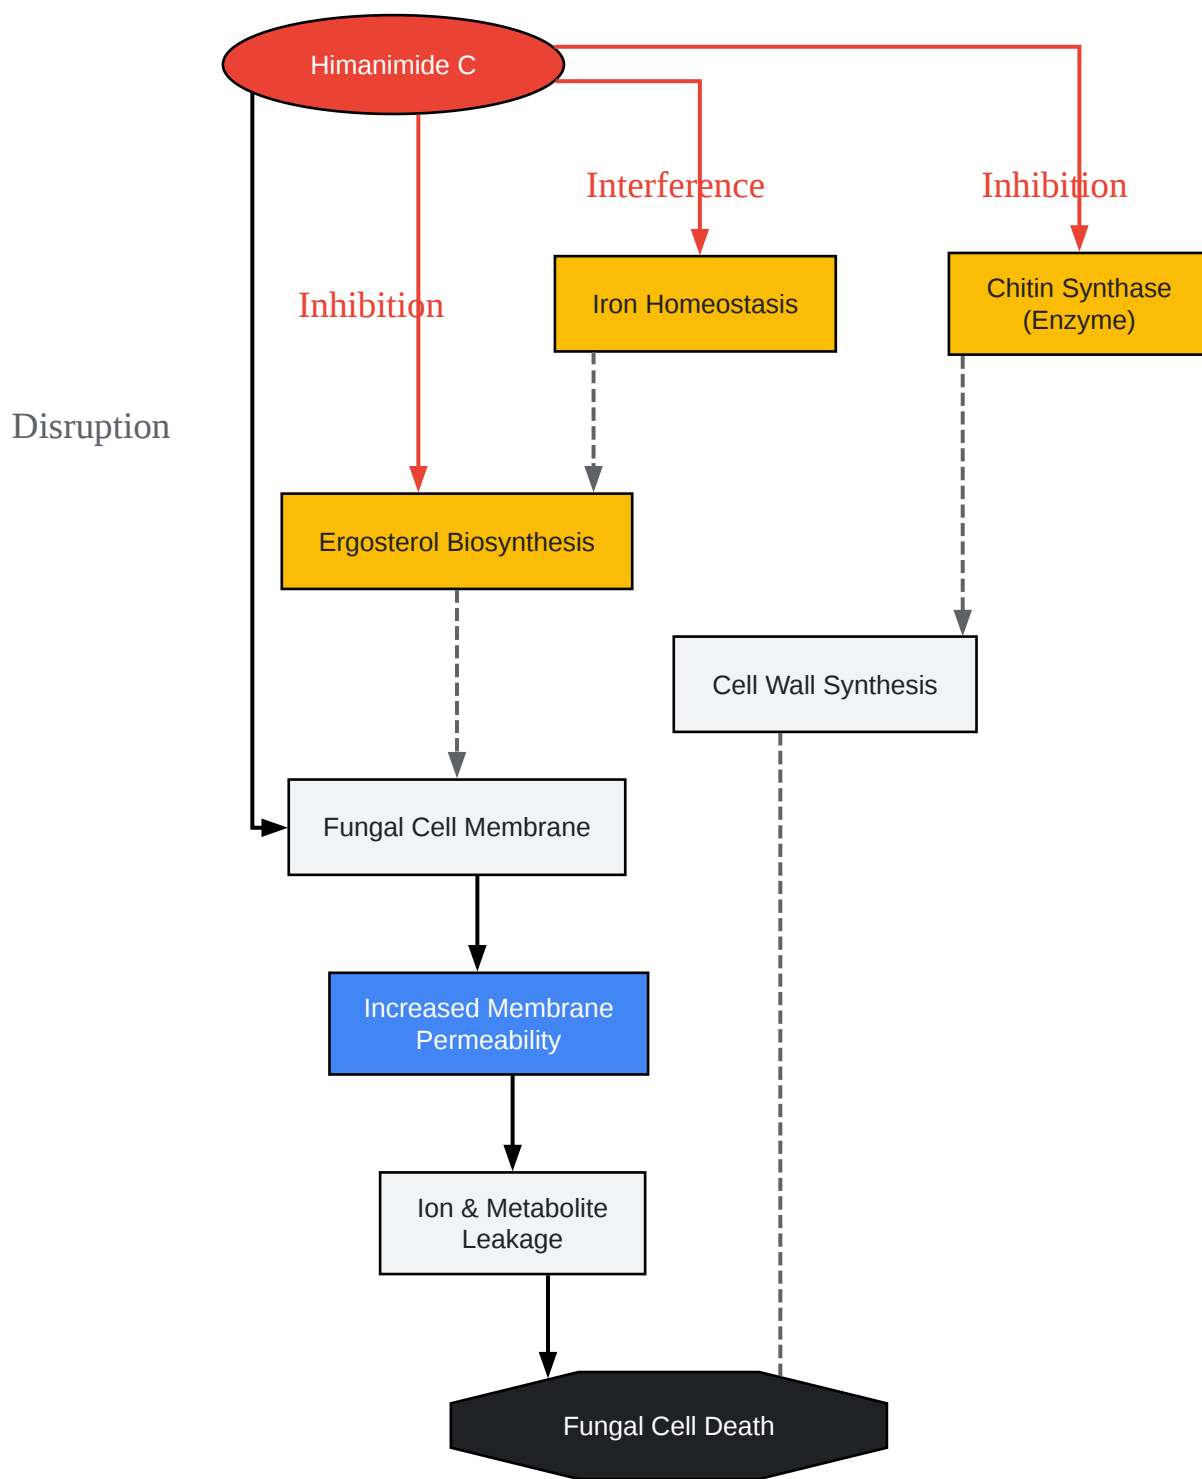 Himanimide C
Interference
Inhibition
Inhibition
Iron Homeostasis
Chitin Synthase
(Enzyme)
Disruption
Ergosterol Biosynthesis
Cell Wall Synthesis
Fungal Cell Membrane
Increased Membrane
Permeability
Ion & Metabolite
Leakage
Fungal Cell Death